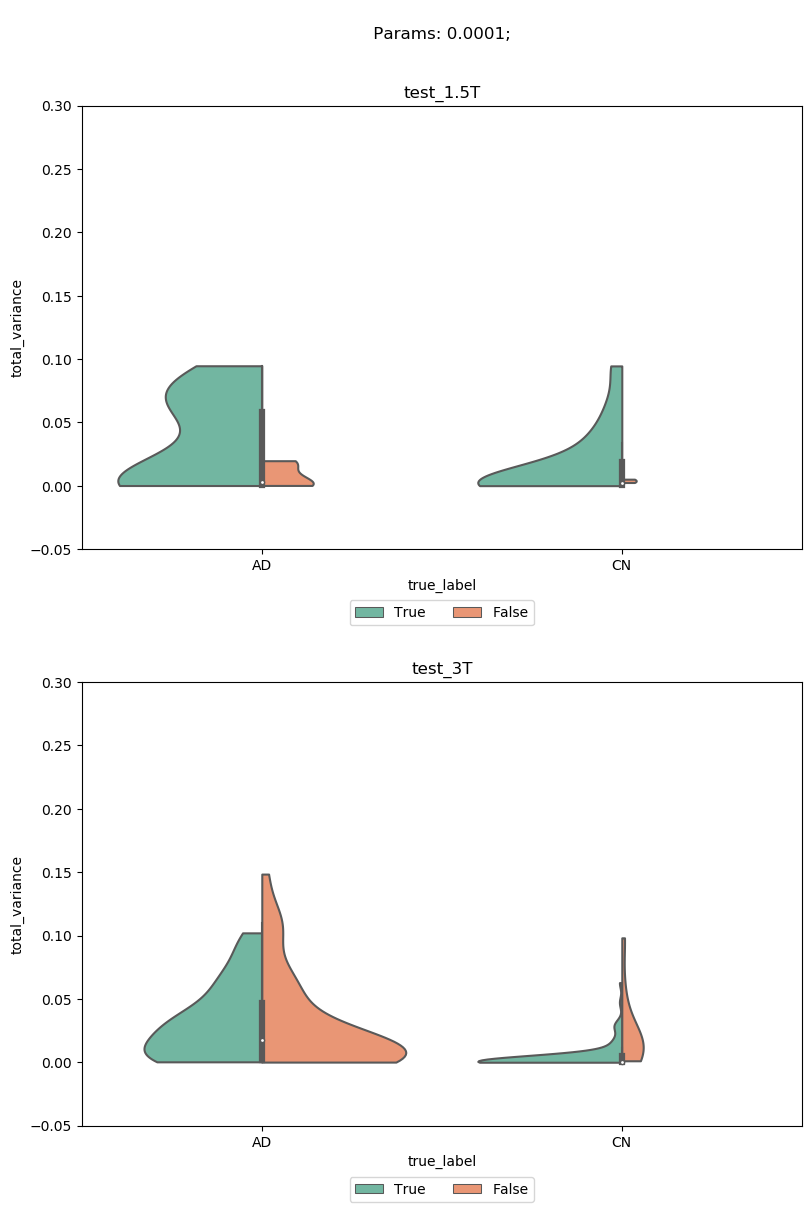 Params: 0.0001;
test_1.5T
0.30
0.25
0.20
0.15
0.10
0.05
0.00
−0.05
total_variance
AD
CN
true_label
True
False
test_3T
0.30
0.25
0.20
0.15
0.10
0.05
0.00
−0.05
total_variance
AD
CN
true_label
True
False